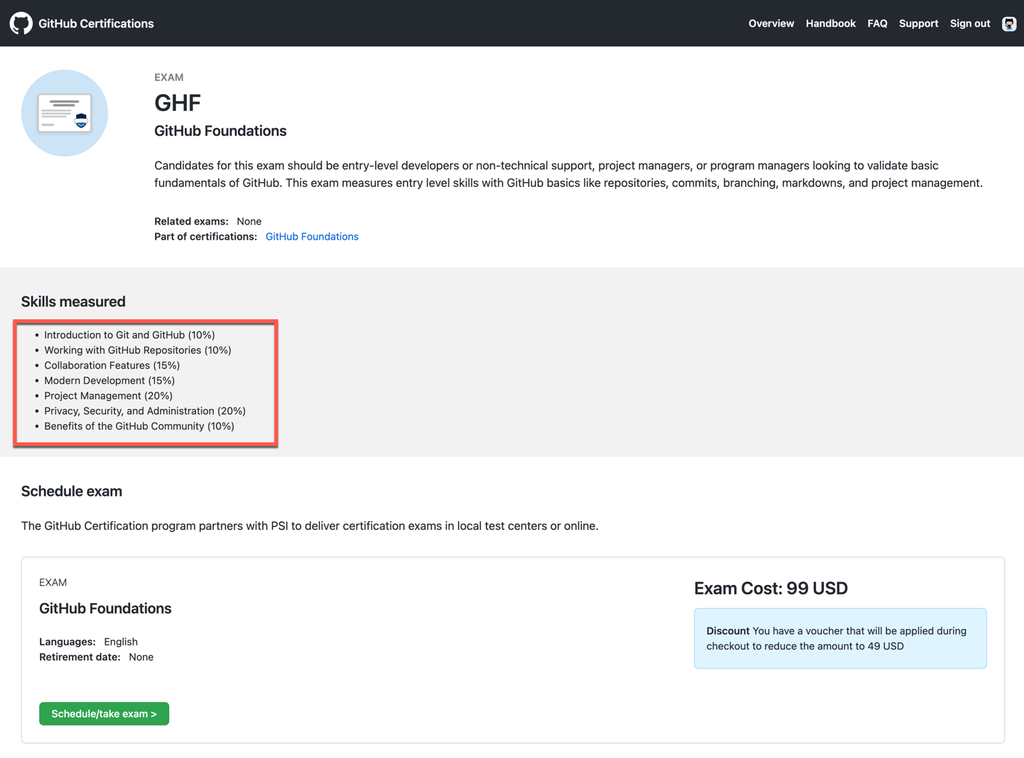 GitHub Certifications
Overview Handbook FAQ Support Sign out
EXAM
GHF
GitHub Foundations
Candidates for this exam should be entry-level developers or non-technical support, project managers, or program managers looking to validate basic
fundamentals of GitHub. This exam measures entry level skills with GitHub basics like repositories, commits, branching, markdowns, and project management.
Related exams: None
Part of certifications: GitHub Foundations
Skills measured
• Introduction to Git and GitHub (10%)
• Working with GitHub Repositories (10%)
• Collaboration Features (15%)
• Modern Development (15%)
• Project Management (20%)
• Privacy, Security, and Administration (20%)
• Benefits of the GitHub Community (10%)
Schedule exam
The GitHub Certification program partners with PSI to deliver certification exams in local test centers or online.
EXAM
GitHub Foundations
Languages: English
Retirement date: None
Schedule/take exam >
Exam Cost: 99 USD
Discount You have a voucher that will be applied during
checkout to reduce the amount to 49 USD